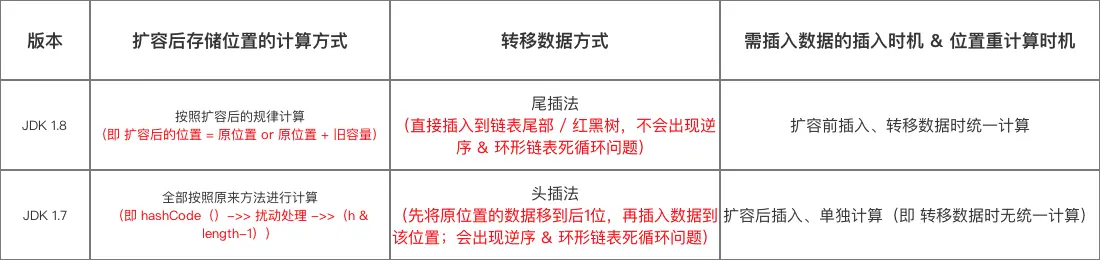 版本
扩容后存储位置的计算方式
转移数据方式
需插入数据的插入时机 & 位置重计算时机
JDK 1.8
按照扩容后的规律计算
（即 扩容后的位置 = 原位置 or 原位置 + 旧容量）
尾插法
（直接插入到链表尾部 / 红黑树，不会出现逆
序 & 环形链表死循环问题）
扩容前插入、转移数据时统一计算
JDK 1.7
全部按照原来方法进行计算
（即 hashCode（）->> 扰动处理 ->>（h &
length-1））
头插法
（先将原位置的数据移到后1位，再插入数据到
该位置；会出现逆序 & 环形链表死循环问题）
扩容后插入、单独计算（即 转移数据时无统一计算）